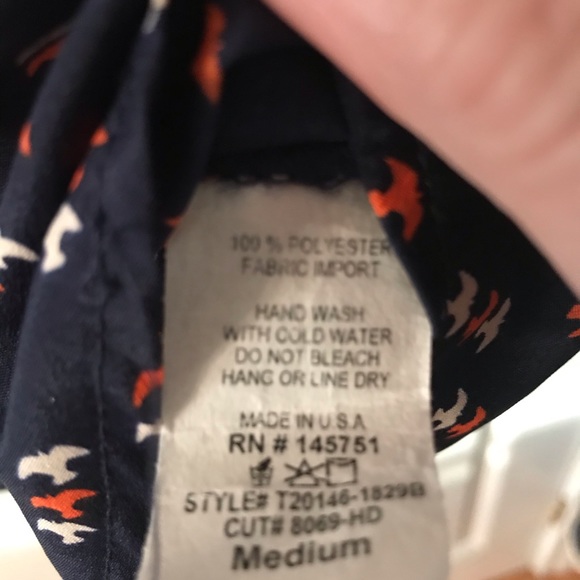 100 % POLYESTER
FABRIC IMPORT
HAND WASH
WITH COLD WATER
DO NOT BLEACH
HANG OR LINE DRY
MADE IN U.S.A
RN # 145751
STYLE# T20146-1829B
CUT# 8069-HD
Medium